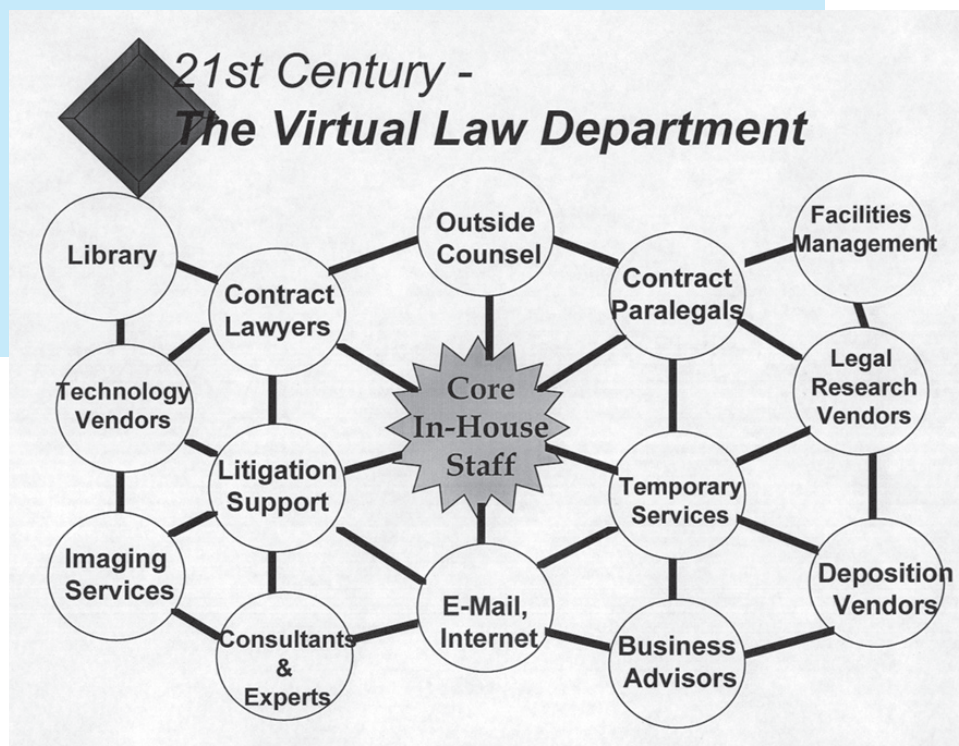 21st Century -
The Virtual Law Department
Library
Outside
Counsel
Facilities
Management
Contract
Lawyers
Contract
Paralegals
Technology
Vendors
Core
In-House
Staff
Legal
Research
Vendors
Litigation
Support
Temporary
Services
Imaging
Services
E-Mail,
Internet
Deposition
Vendors
Consultants
&
Experts
Business
Advisors